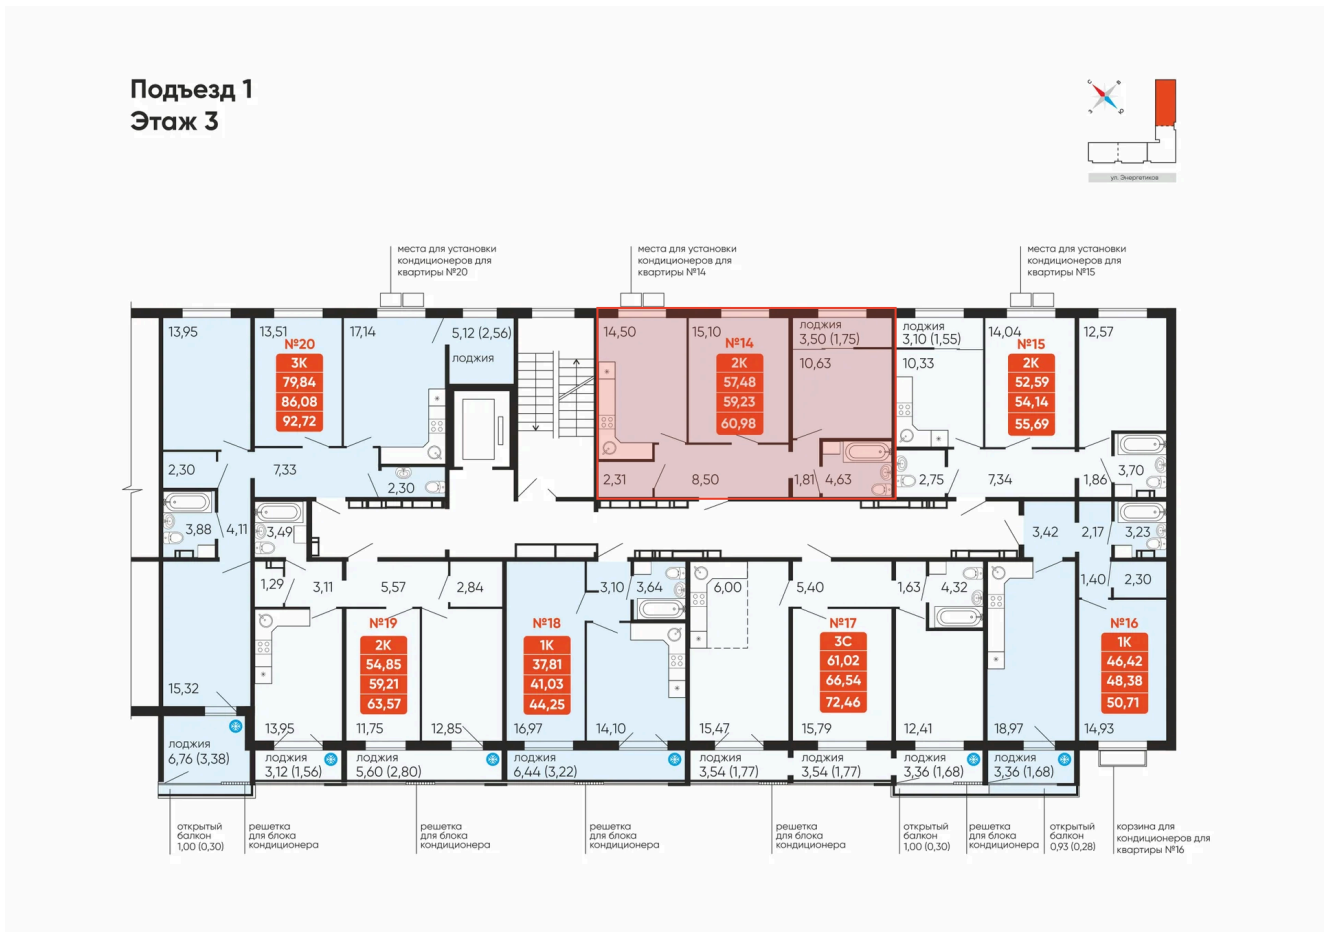 Подъезд 1
Этаж 3
С
В
З
Ю
ул. Энергетиков
места для установки
кондиционеров для
квартиры №20
места для установки
кондиционеров для
квартиры №14
места для установки
кондиционеров для
квартиры №15
13,95
13,51
17,14
5,12 (2,56)
лоджия
№20
3К
79,84
86,08
92,72
2,30
7,33
2,30
3,88
4,11
3,49
15,32
лоджия
6,76 (3,38)
14,50
15,10
лоджия
3,50 (1,75)
10,63
№14
2К
57,48
59,23
60,98
2,31
8,50
1,81
4,63
лоджия
3,10 (1,55)
10,33
14,04
12,57
№15
2К
52,59
54,14
55,69
2,75
7,34
1,86
3,70
1,29
3,11
5,57
2,84
№19
2К
54,85
59,21
63,57
13,95
11,75
12,85
лоджия
3,12 (1,56)
лоджия
5,60 (2,80)
3,10
3,64
№18
1К
37,81
41,03
44,25
16,97
14,10
лоджия
6,44 (3,22)
6,00
5,40
1,63
4,32
№17
3С
61,02
66,54
72,46
15,47
15,79
12,41
лоджия
3,54 (1,77)
лоджия
3,54 (1,77)
лоджия
3,36 (1,68)
3,42
2,17
3,23
1,40
2,30
№16
1К
46,42
48,38
50,71
18,97
14,93
лоджия
3,36 (1,68)
открытый
балкон
1,00 (0,30)
решетка
для блока
кондиционера
решетка
для блока
кондиционера
решетка
для блока
кондиционера
решетка
для блока
кондиционера
открытый
балкон
1,00 (0,30)
решетка
для блока
кондиционера
открытый
балкон
0,93 (0,28)
корзина для
кондиционеров для
квартиры №16